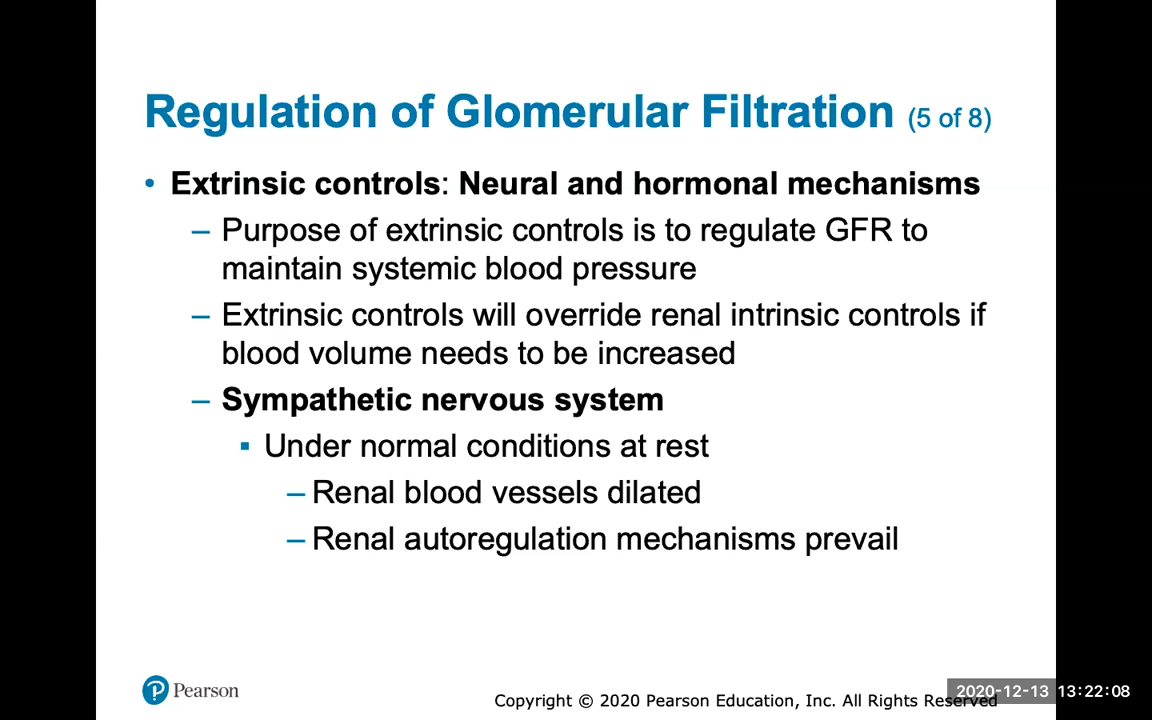 Regulation of Glomerular Filtration (5 of 8)
• Extrinsic controls: Neural and hormonal mechanisms
– Purpose of extrinsic controls is to regulate GFR to
maintain systemic blood pressure
– Extrinsic controls will override renal intrinsic controls if
blood volume needs to be increased
– Sympathetic nervous system
▪ Under normal conditions at rest
– Renal blood vessels dilated
– Renal autoregulation mechanisms prevail
Pearson
Copyright © 2020 Pearson Education, Inc. All Rights Reserved
2020-12-13 13:22:08